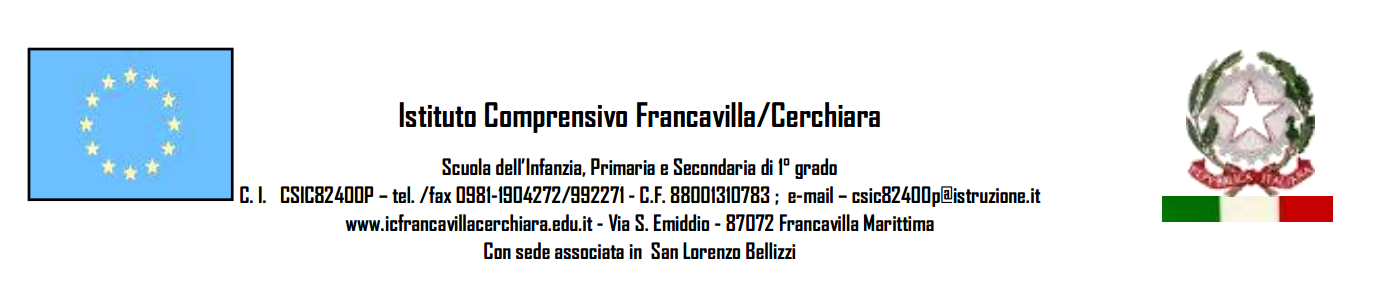 Istituto Comprensivo Francavilla/Cerchiara
Scuola dell'Infanzia, Primaria e Secondaria di 1° grado
C. I. CSIC82400P – tel. /fax 0981-1904272/992271 - C.F. 88001310783 ; e-mail – csic82400p@istruzione.it
www.icfrancavillacerchiara.edu.it - Via S. Emiddio - 87072 Francavilla Marittima
Con sede associata in San Lorenzo Bellizzi
REPUBBLICA ITALIANA